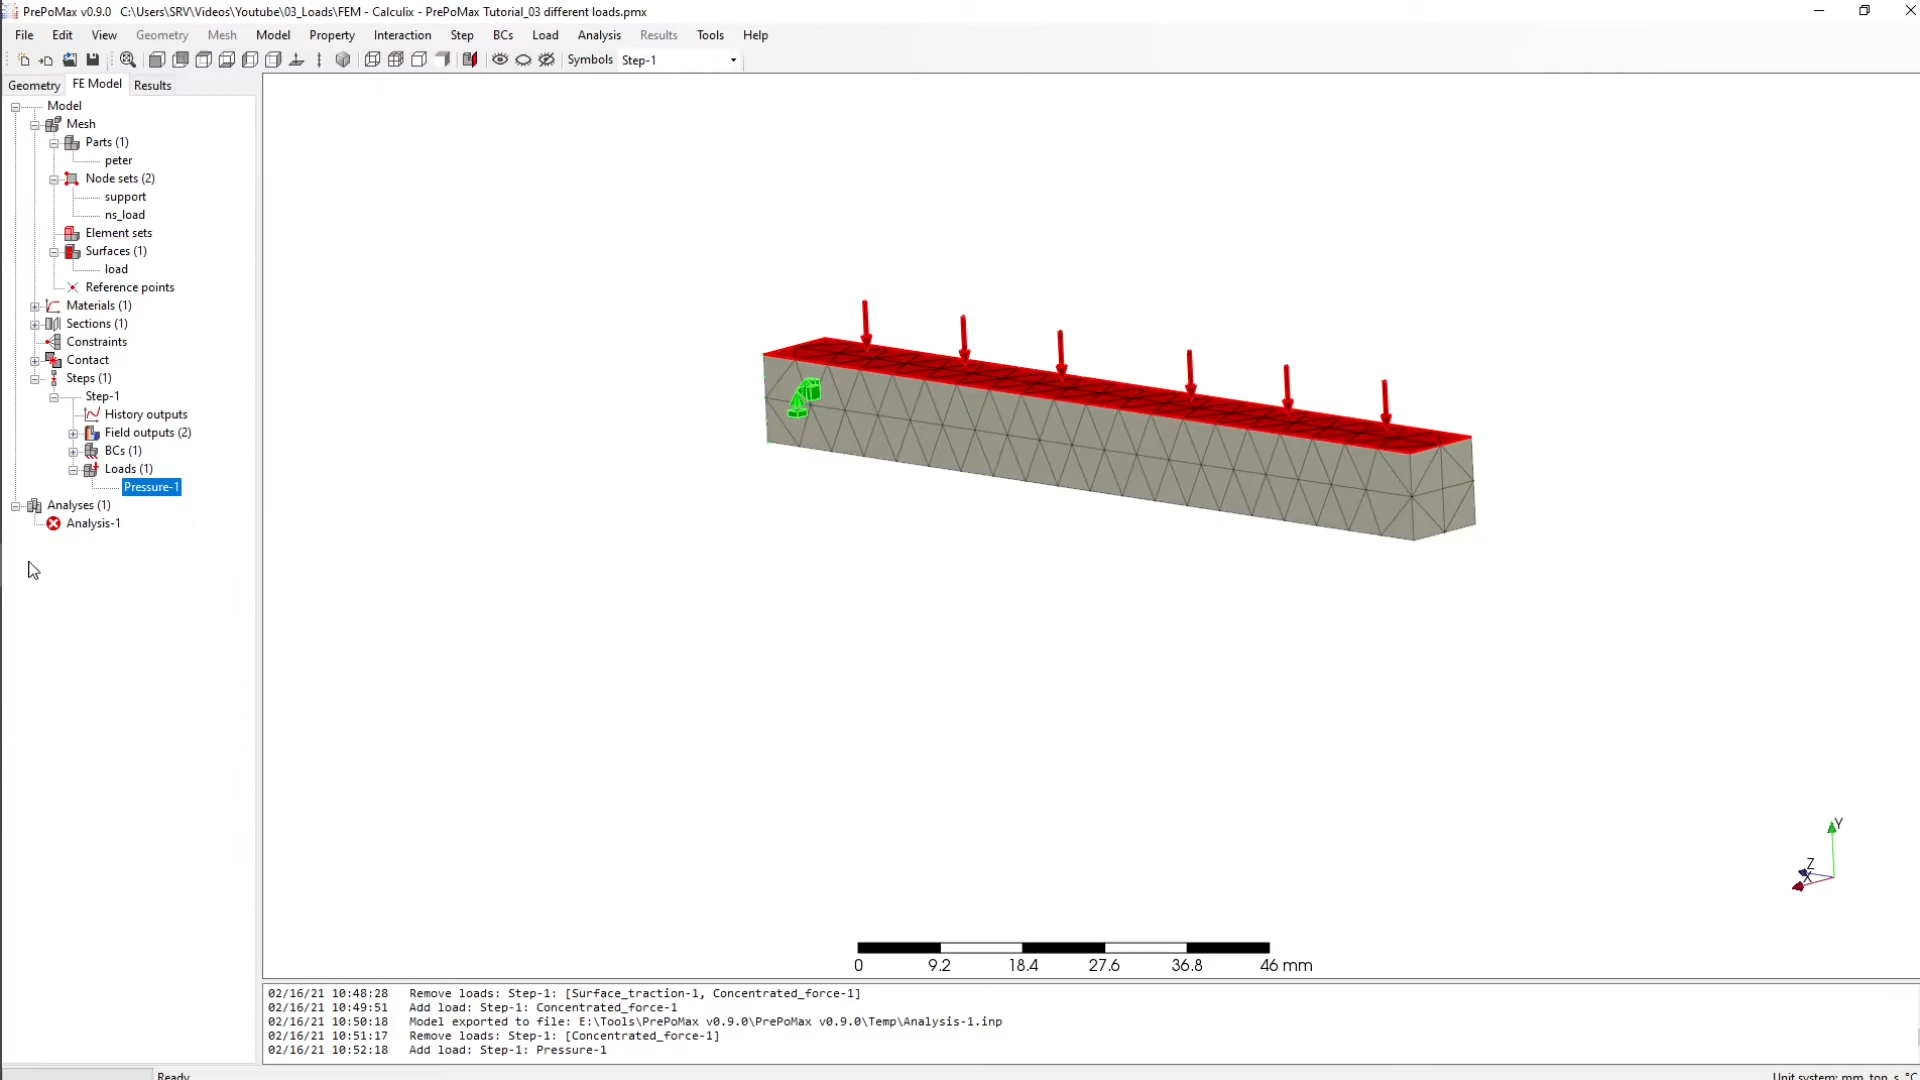 PrePoMax v0.9.0   C:\Users\SRV\Videos\Youtube\03_Loads\FEM - Calculix - PrePoMax Tutorial_03 different loads.pmx
File Edit View Geometry Mesh Model Property Interaction Step BCs Load Analysis Results Tools Help
Symbols Step-1
Geometry FE Model Results
Model
Mesh
Parts (1)
peter
Node sets (2)
support
ns_load
Element sets
Surfaces (1)
load
Reference points
Materials (1)
Sections (1)
Constraints
Contact
Steps (1)
Step-1
History outputs
Field outputs (2)
BCs (1)
Loads (1)
Pressure-1
Analyses (1)
Analysis-1
Y
Z
X
0 9.2 18.4 27.6 36.8 46 mm
02/16/21 10:48:28   Remove loads: Step-1: [Surface_traction-1, Concentrated_force-1]
02/16/21 10:49:51   Add load: Step-1: Concentrated_force-1
02/16/21 10:50:18   Model exported to file: E:\Tools\PrePoMax v0.9.0\PrePoMax v0.9.0\Temp\Analysis-1.inp
02/16/21 10:51:17   Remove loads: Step-1: [Concentrated_force-1]
02/16/21 10:52:18   Add load: Step-1: Pressure-1
Ready
Unit system: mm, ton, s, °C